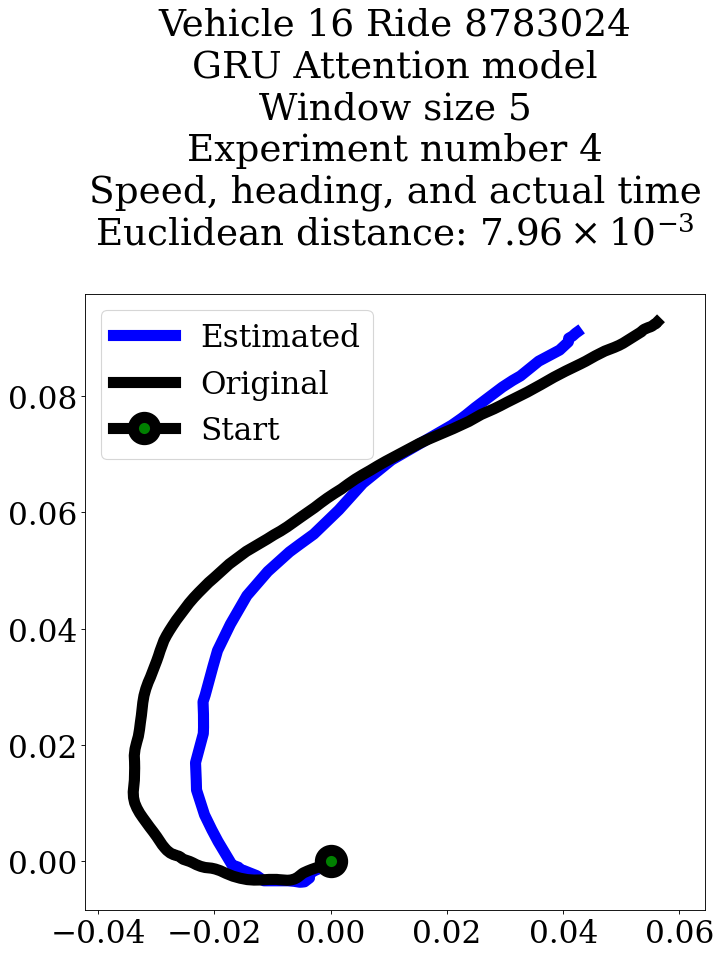 Vehicle 16 Ride 8783024
GRU Attention model
Window size 5
Experiment number 4
Speed, heading, and actual time
Euclidean distance: 7.96 × 10⁻³
Estimated
Original
Start
0.08
0.06
0.04
0.02
0.00
−0.04 −0.02 0.00 0.02 0.04 0.06